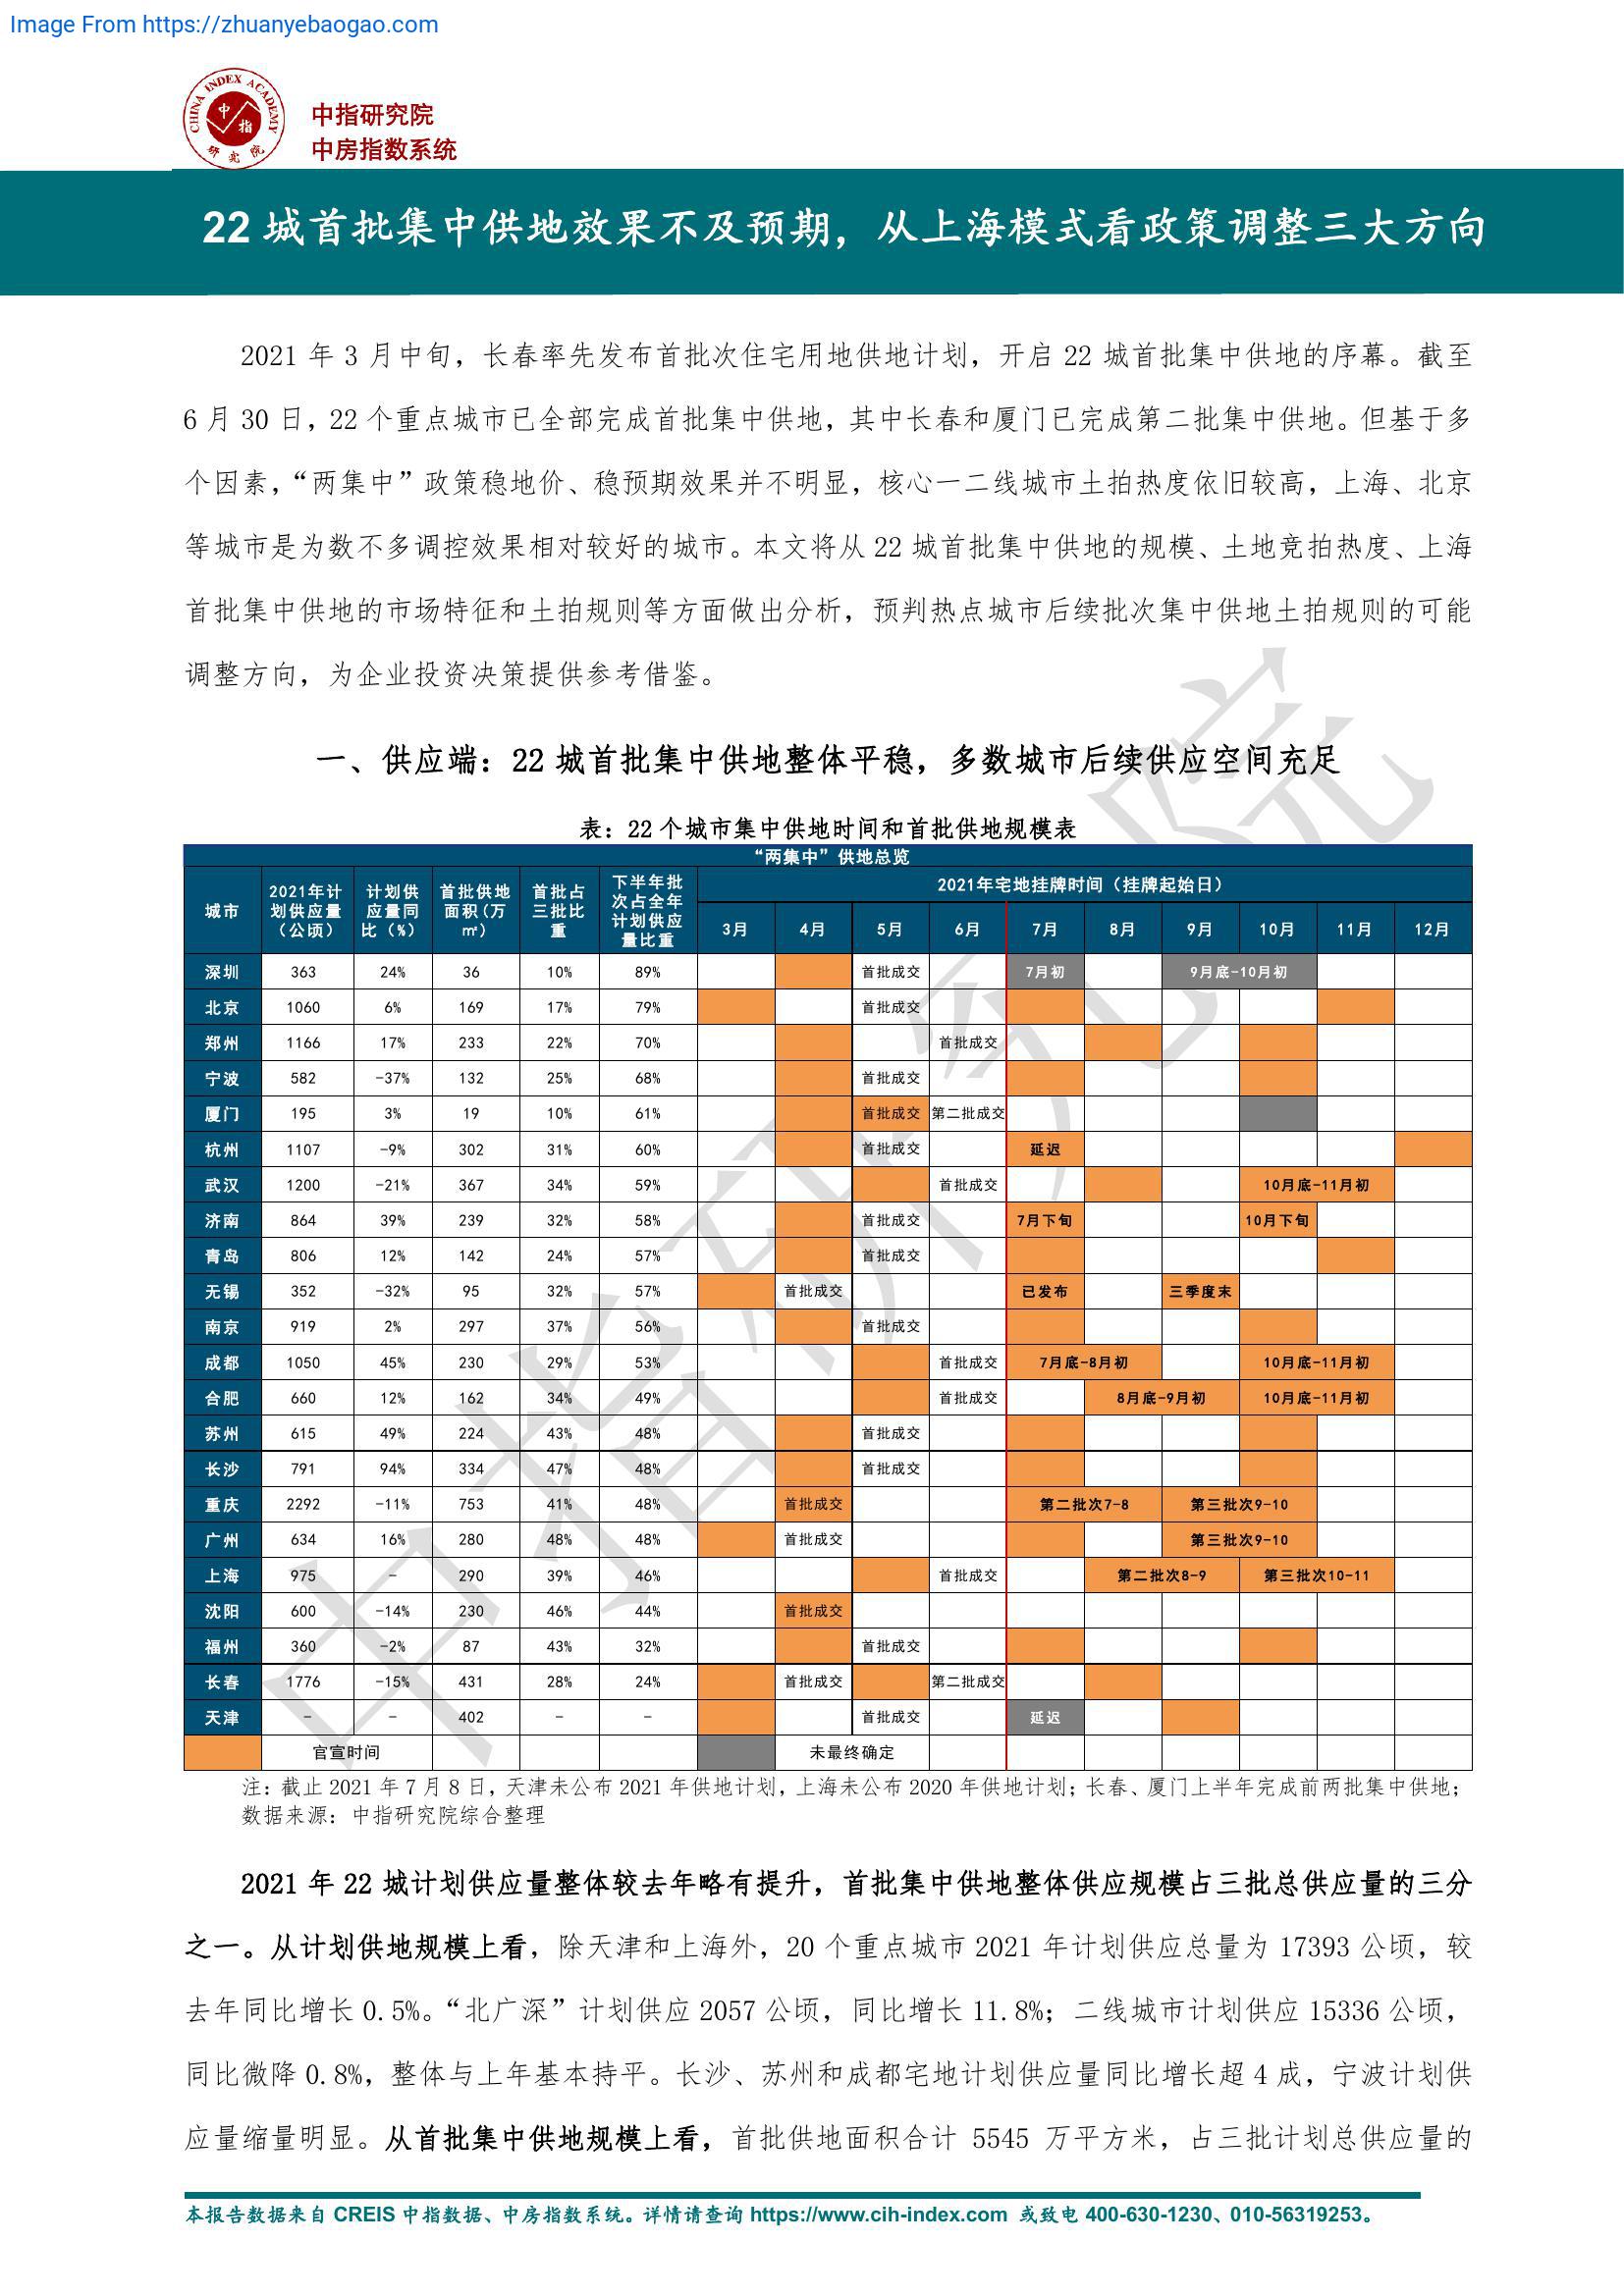 Image From https://zhuanyebaogao.com
CHINA INDEX ACADEMY
中指
研究院
中指研究院
中房指数系统
22 城首批集中供地效果不及预期，从上海模式看政策调整三大方向
2021 年 3 月中旬，长春率先发布首批次住宅用地供地计划，开启 22 城首批集中供地的序幕。截至
6 月 30 日，22 个重点城市已全部完成首批集中供地，其中长春和厦门已完成第二批集中供地。但基于多
个因素，“两集中”政策稳地价、稳预期效果并不明显，核心一二线城市土拍热度依旧较高，上海、北京
等城市是为数不多调控效果相对较好的城市。本文将从 22 城首批集中供地的规模、土地竞拍热度、上海
首批集中供地的市场特征和土拍规则等方面做出分析，预判热点城市后续批次集中供地土拍规则的可能
调整方向，为企业投资决策提供参考借鉴。
一、供应端：22 城首批集中供地整体平稳，多数城市后续供应空间充足
表：22 个城市集中供地时间和首批供地规模表
“两集中”供地总览
城市 2021年计划供应量（公顷） 计划供应量同比（%） 首批供地面积（万㎡） 首批占三批比重 下半年批次占全年计划供应量比重 2021年宅地挂牌时间（挂牌起始日）
3月 4月 5月 6月 7月 8月 9月 10月 11月 12月
深圳 363 24% 36 10% 89% 首批成交 7月初 9月底-10月初
北京 1060 6% 169 17% 79% 首批成交
郑州 1166 17% 233 22% 70% 首批成交
宁波 582 -37% 132 25% 68% 首批成交
厦门 195 3% 19 10% 61% 首批成交 第二批成交
杭州 1107 -9% 302 31% 60% 首批成交 延迟
武汉 1200 -21% 367 34% 59% 首批成交 10月底-11月初
济南 864 39% 239 32% 58% 首批成交 7月下旬 10月下旬
青岛 806 12% 142 24% 57% 首批成交
无锡 352 -32% 95 32% 57% 首批成交 已发布 三季度末
南京 919 2% 297 37% 56% 首批成交
成都 1050 45% 230 29% 53% 首批成交 7月底-8月初 10月底-11月初
合肥 660 12% 162 34% 49% 首批成交 8月底-9月初 10月底-11月初
苏州 615 49% 224 43% 48% 首批成交
长沙 791 94% 334 47% 48% 首批成交
重庆 2292 -11% 753 41% 48% 首批成交 第二批次7-8 第三批次9-10
广州 634 16% 280 48% 48% 首批成交 第三批次9-10
上海 975 - 290 39% 46% 首批成交 第二批次8-9 第三批次10-11
沈阳 600 -14% 230 46% 44% 首批成交
福州 360 -2% 87 43% 32% 首批成交
长春 1776 -15% 431 28% 24% 首批成交 第二批成交
天津 - - 402 - - 首批成交 延迟
官宣时间 未最终确定
注：截止 2021 年 7 月 8 日，天津未公布 2021 年供地计划，上海未公布 2020 年供地计划；长春、厦门上半年完成前两批集中供地；
数据来源：中指研究院综合整理
2021 年 22 城计划供应量整体较去年略有提升，首批集中供地整体供应规模占三批总供应量的三分
之一。从计划供地规模上看，除天津和上海外，20 个重点城市 2021 年计划供应总量为 17393 公顷，较
去年同比增长 0.5%。“北广深”计划供应 2057 公顷，同比增长 11.8%；二线城市计划供应 15336 公顷，
同比微降 0.8%，整体与上年基本持平。长沙、苏州和成都宅地计划供应量同比增长超 4 成，宁波计划供
应量缩量明显。从首批集中供地规模上看，首批供地面积合计 5545 万平方米，占三批计划总供应量的
本报告数据来自 CREIS 中指数据、中房指数系统。详情请查询 https://www.cih-index.com 或致电 400-630-1230、010-56319253。
中指研究院